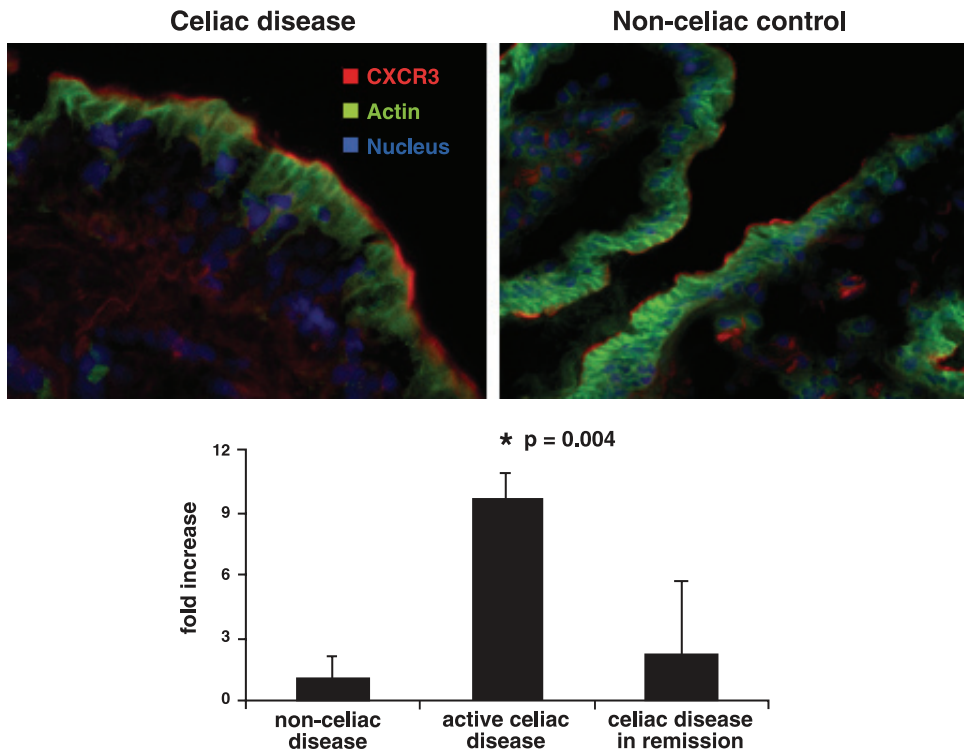 Celiac disease
Non-celiac control
CXCR3
Actin
Nucleus
* p = 0.004
12
9
6
3
0
fold increase
non-celiac disease
active celiac disease
celiac disease in remission